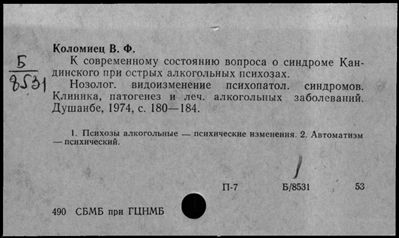 Коломиец В. Ф.
К современному состоянию вопроса о синдроме Кан-
динского при острых алкогольных психозах.
Б
8531
Нозолог. видоизменение психопатол. синдромов.
Клиника, патогенез и леч. алкогольных заболеваний.
Душанбе, 1974, с. 180—184.
1. Психозы алкогольные — психические изменения. 2. Автоматизм
— психический.
П-7 Б/8531 53
490 СБМБ при ГЦНМБ